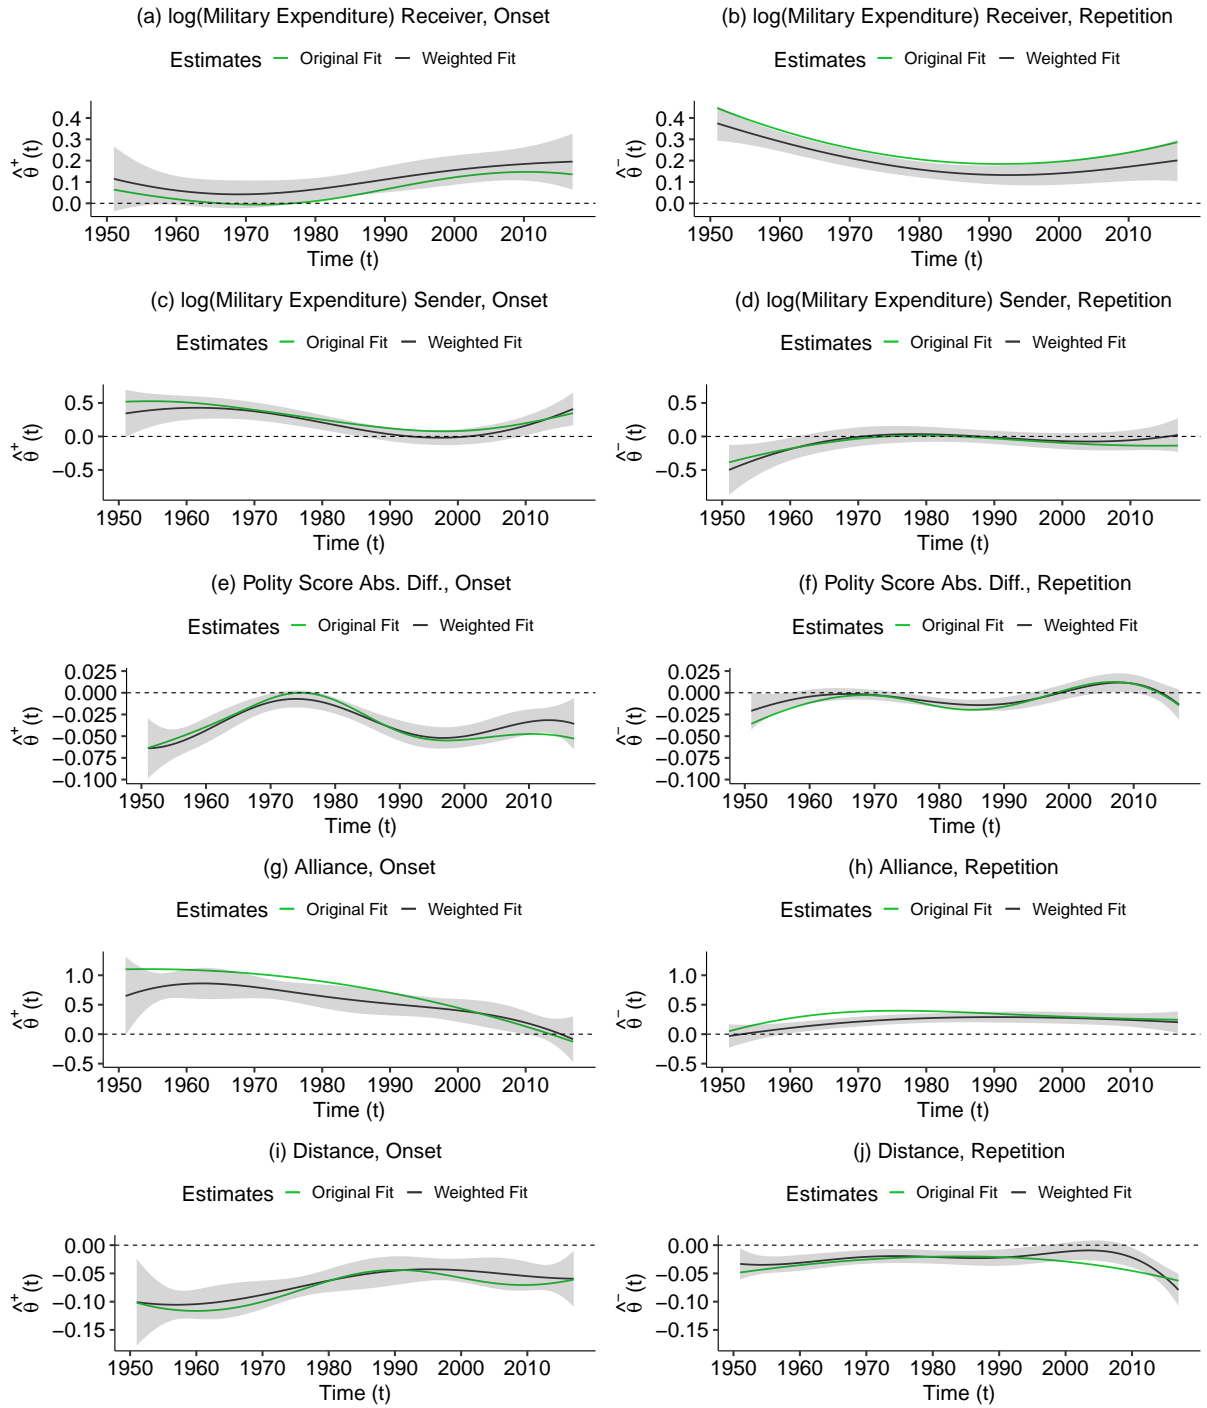 (a) log(Military Expenditure) Receiver, Onset
Estimates Original Fit Weighted Fit
θ̂⁺(t)
0.4
0.3
0.2
0.1
0.0
1950 1960 1970 1980 1990 2000 2010
Time (t)
(b) log(Military Expenditure) Receiver, Repetition
Estimates Original Fit Weighted Fit
θ̂⁻(t)
0.4
0.3
0.2
0.1
0.0
1950 1960 1970 1980 1990 2000 2010
Time (t)
(c) log(Military Expenditure) Sender, Onset
Estimates Original Fit Weighted Fit
θ̂⁺(t)
0.5
0.0
−0.5
1950 1960 1970 1980 1990 2000 2010
Time (t)
(d) log(Military Expenditure) Sender, Repetition
Estimates Original Fit Weighted Fit
θ̂⁻(t)
0.5
0.0
−0.5
1950 1960 1970 1980 1990 2000 2010
Time (t)
(e) Polity Score Abs. Diff., Onset
Estimates Original Fit Weighted Fit
θ̂⁺(t)
0.025
0.000
−0.025
−0.050
−0.075
−0.100
1950 1960 1970 1980 1990 2000 2010
Time (t)
(f) Polity Score Abs. Diff., Repetition
Estimates Original Fit Weighted Fit
θ̂⁻(t)
0.025
0.000
−0.025
−0.050
−0.075
−0.100
1950 1960 1970 1980 1990 2000 2010
Time (t)
(g) Alliance, Onset
Estimates Original Fit Weighted Fit
θ̂⁺(t)
1.0
0.5
0.0
−0.5
1950 1960 1970 1980 1990 2000 2010
Time (t)
(h) Alliance, Repetition
Estimates Original Fit Weighted Fit
θ̂⁻(t)
1.0
0.5
0.0
−0.5
1950 1960 1970 1980 1990 2000 2010
Time (t)
(i) Distance, Onset
Estimates Original Fit Weighted Fit
θ̂⁺(t)
0.00
−0.05
−0.10
−0.15
1950 1960 1970 1980 1990 2000 2010
Time (t)
(j) Distance, Repetition
Estimates Original Fit Weighted Fit
θ̂⁻(t)
0.00
−0.05
−0.10
−0.15
1950 1960 1970 1980 1990 2000 2010
Time (t)